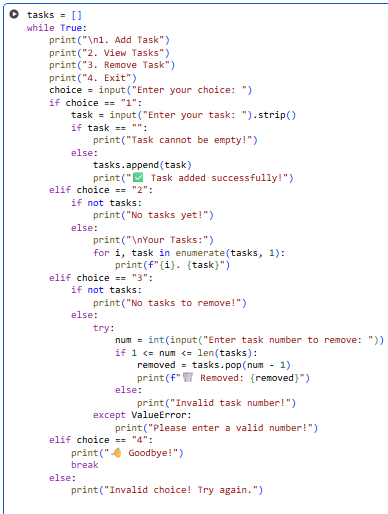 tasks = []
while True:
    print("\n1. Add Task")
    print("2. View Tasks")
    print("3. Remove Task")
    print("4. Exit")
    choice = input("Enter your choice: ")
    if choice == "1":
        task = input("Enter your task: ").strip()
        if task == "":
            print("Task cannot be empty!")
        else:
            tasks.append(task)
            print("✅ Task added successfully!")
    elif choice == "2":
        if not tasks:
            print("No tasks yet!")
        else:
            print("\nYour Tasks:")
            for i, task in enumerate(tasks, 1):
                print(f"{i}. {task}")
    elif choice == "3":
        if not tasks:
            print("No tasks to remove!")
        else:
            try:
                num = int(input("Enter task number to remove: "))
                if 1 <= num <= len(tasks):
                    removed = tasks.pop(num - 1)
                    print(f"🗑 Removed: {removed}")
                else:
                    print("Invalid task number!")
            except ValueError:
                print("Please enter a valid number!")
    elif choice == "4":
        print("👋 Goodbye!")
        break
    else:
        print("Invalid choice! Try again.")